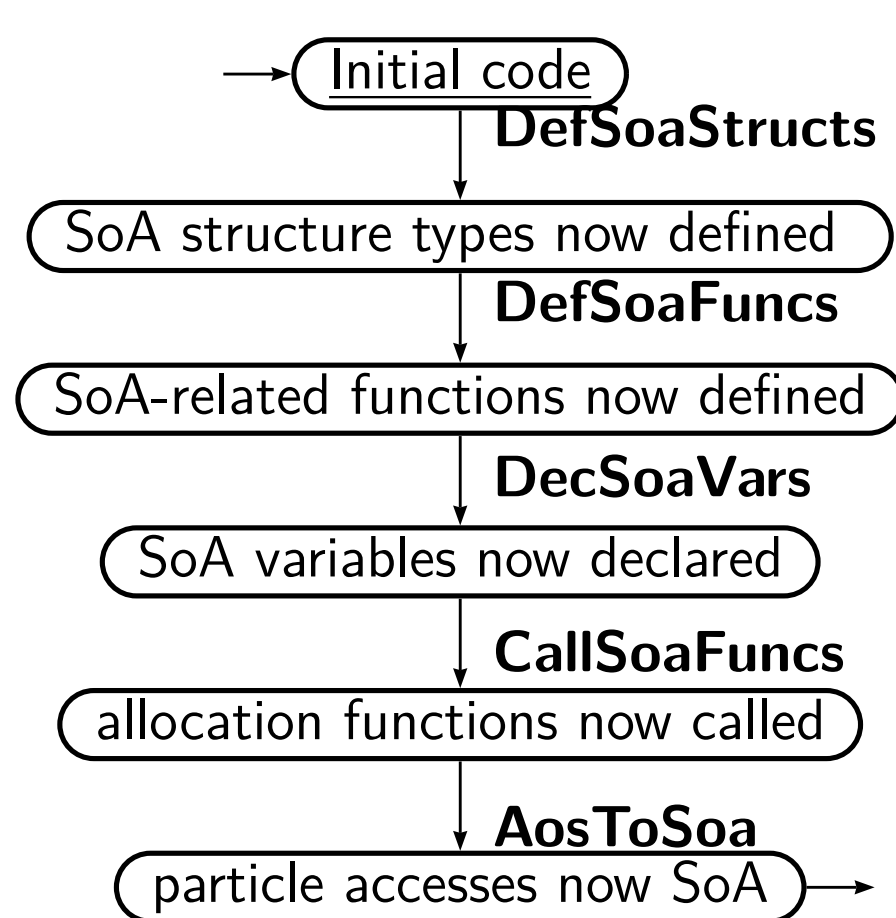 Initial code
DefSoaStructs
SoA structure types now defined
DefSoaFuncs
SoA-related functions now defined
DecSoaVars
SoA variables now declared
CallSoaFuncs
allocation functions now called
AosToSoa
particle accesses now SoA